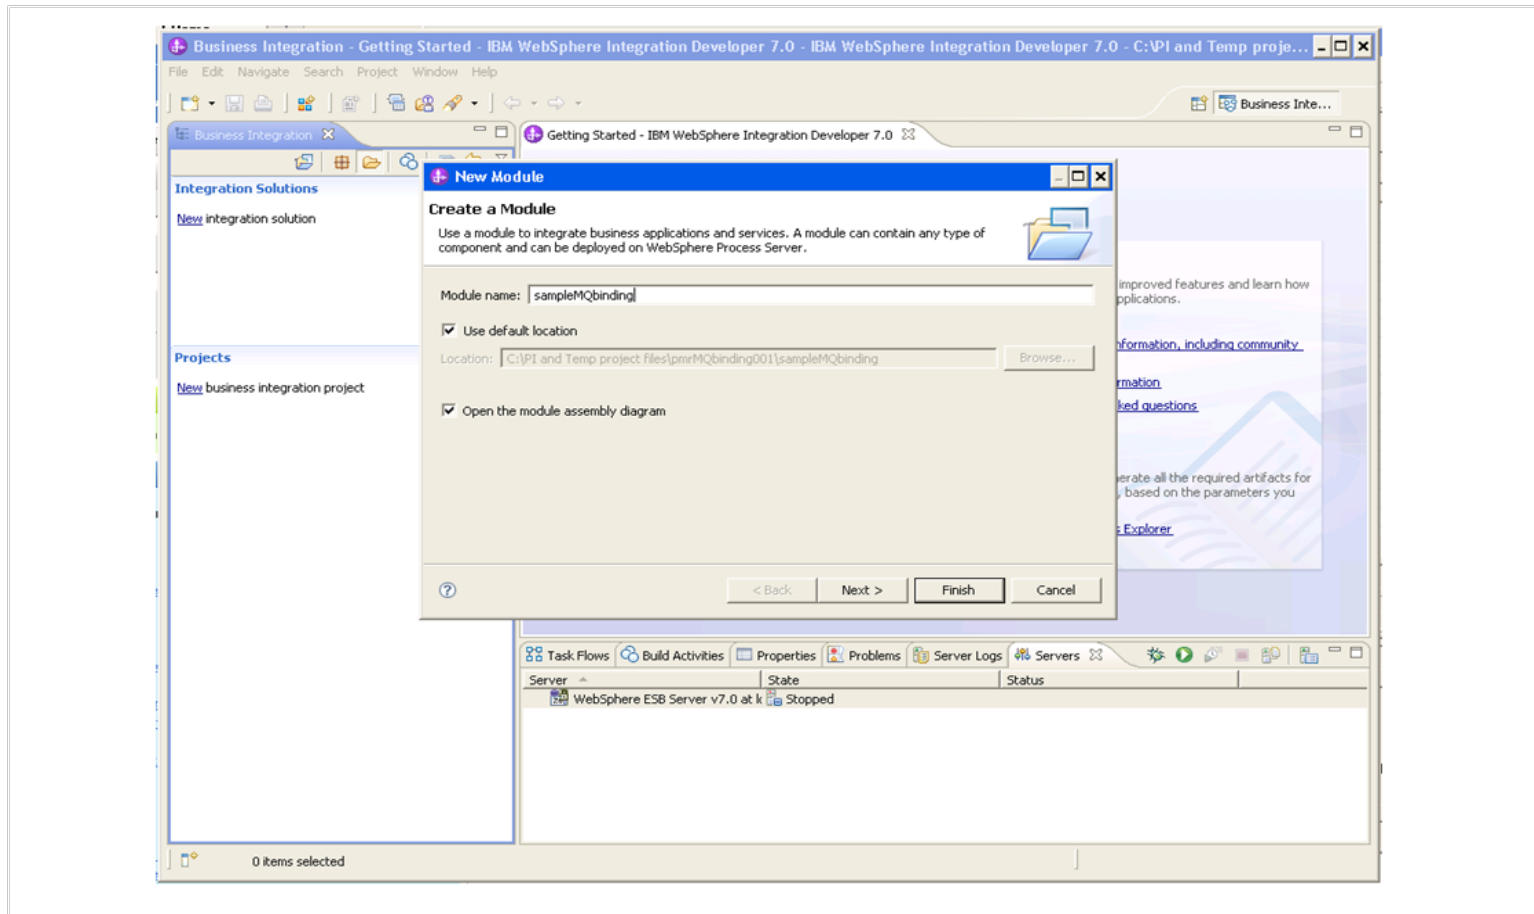 Business Integration - Getting Started - IBM WebSphere Integration Developer 7.0 - IBM WebSphere Integration Developer 7.0 - C:\PI and Temp proje...
File Edit Navigate Search Project Window Help
Business Inte...
Business Integration
Getting Started - IBM WebSphere Integration Developer 7.0
Integration Solutions
New integration solution
Projects
New business integration project
New Module
Create a Module
Use a module to integrate business applications and services. A module can contain any type of
component and can be deployed on WebSphere Process Server.
Module name: sampleMQbinding
Use default location
Location: C:\PI and Temp project files\pmrMQbinding001\sampleMQbinding Browse...
Open the module assembly diagram
< Back Next > Finish Cancel
improved features and learn how
pplications.
nformation, including community
rmation
ked questions
erate all the required artifacts for
, based on the parameters you
s Explorer
Task Flows Build Activities Properties Problems Server Logs Servers
Server State Status
WebSphere ESB Server v7.0 at k Stopped
0 items selected